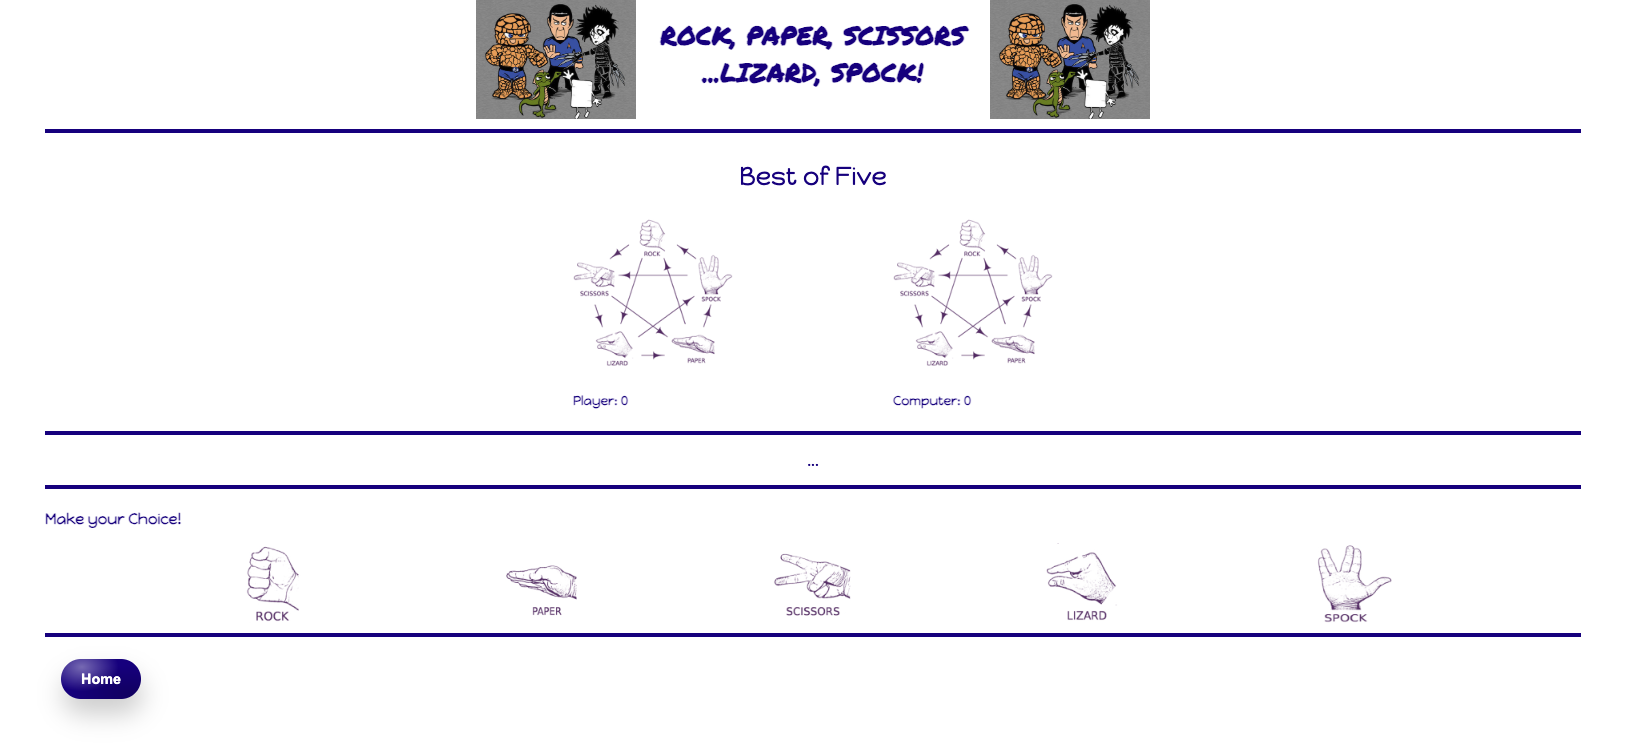 ROCK, PAPER, SCISSORS
...LIZARD, SPOCK!
Best of Five
ROCK
SCISSORS
SPOCK
LIZARD
PAPER
ROCK
SCISSORS
SPOCK
LIZARD
PAPER
Player: 0
Computer: 0
...
Make your Choice!
ROCK
PAPER
SCISSORS
LIZARD
SPOCK
Home